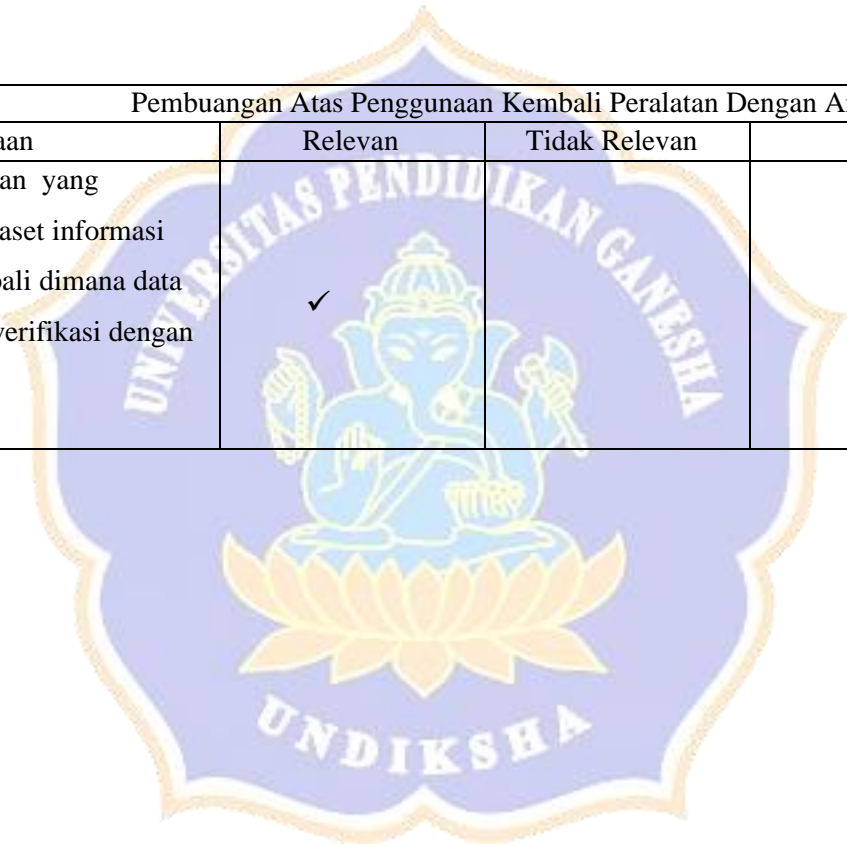 Pembuangan Atas Penggunaan Kembali Peralatan Dengan A
Relevan Tidak Relevan
an yang
aset informasi
ali dimana data
verifikasi dengan
✓
UNIVERSITAS PENDIDIKAN GANESHA
UNDIKSHA